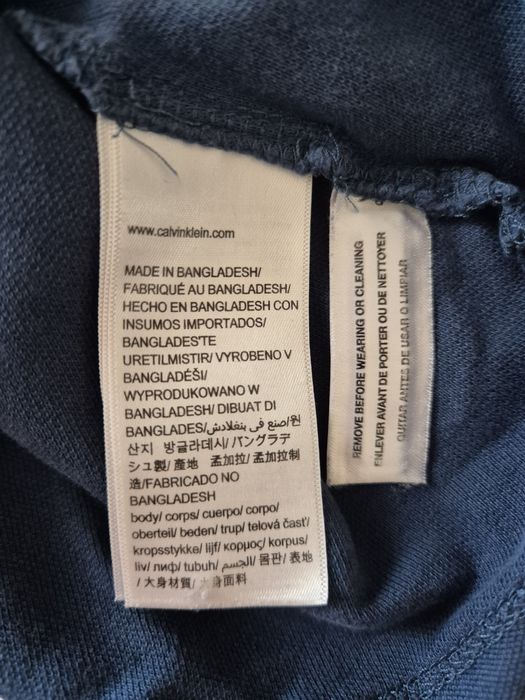 www.calvinklein.com
MADE IN BANGLADESH/
FABRIQUÉ AU BANGLADESH/
HECHO EN BANGLADESH CON
INSUMOS IMPORTADOS/
BANGLADES'TE
URETILMISTIR/ VYROBENO V
BANGLADÉŠI/
WYPRODUKOWANO W
BANGLADESH/ DIBUAT DI
BANGLADES/صنع في بنغلادش/원
산지 방글라데시/ バングラデ
シュ製/ 產地 孟加拉/ 孟加拉制
造/FABRICADO NO
BANGLADESH
body/ corps/ cuerpo/ corpo/
oberteil/ beden/ trup/ telová časť/
kropsstykke/ lijf/ κορμος/ korpus/
liv/ лиф/ tubuh/ الجسم/ 몸판/ 表地
/ 大身材質/ 大身面料
REMOVE BEFORE WEARING OR CLEANING
ENLEVER AVANT DE PORTER OU DE NETTOYER
QUITAR ANTES DE USAR O LIMPIAR